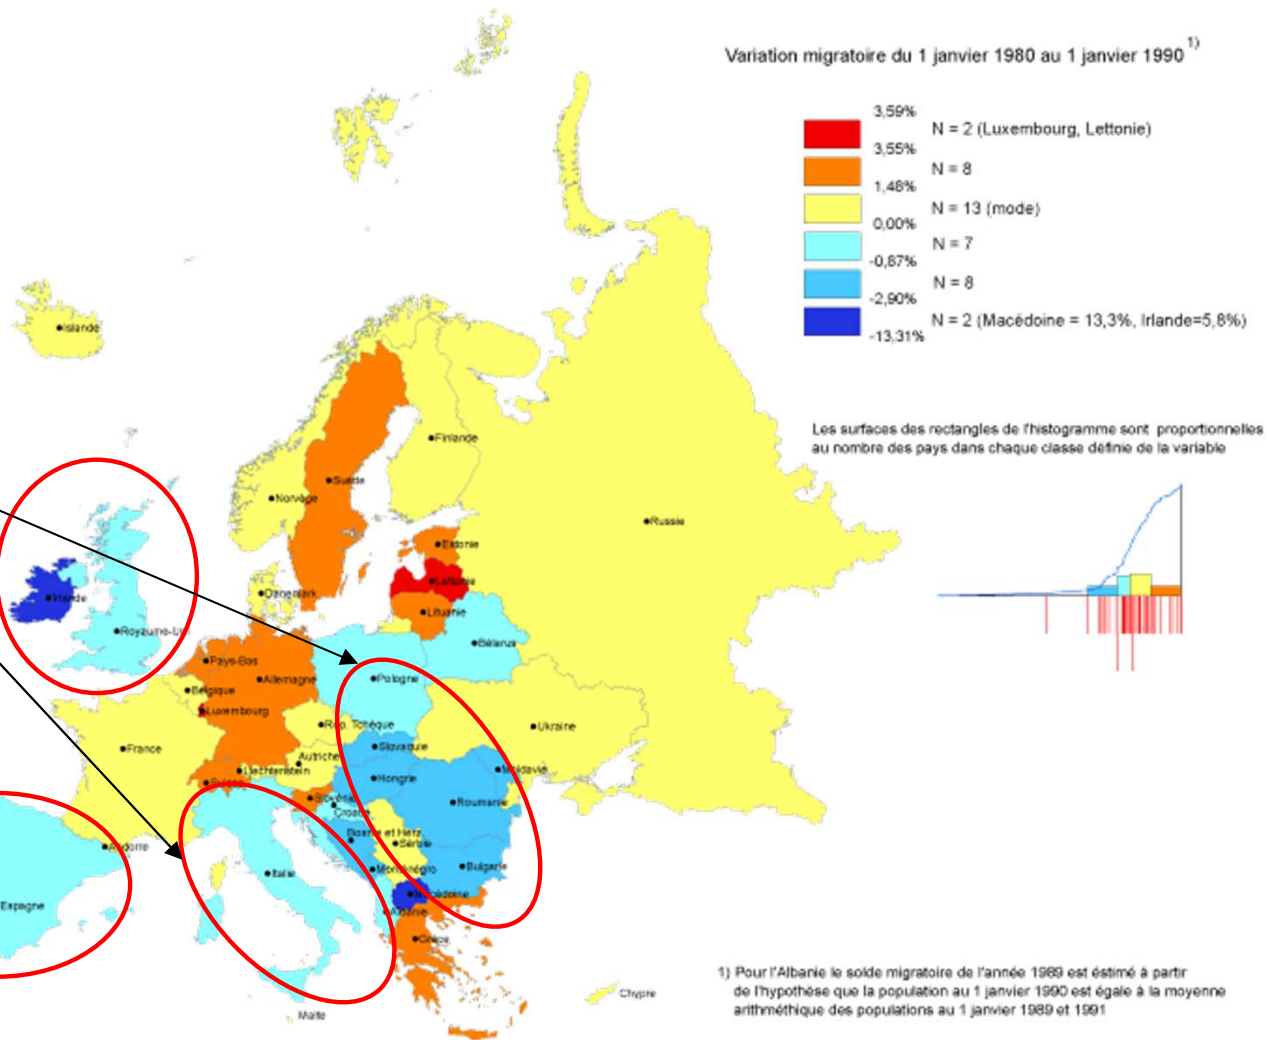 Variation migratoire du 1 janvier 1980 au 1 janvier 1990 1)
3,59%
N = 2 (Luxembourg, Lettonie)
3,55%
N = 8
1,48%
N = 13 (mode)
0,00%
N = 7
-0,87%
N = 8
-2,90%
N = 2 (Macédoine = 13,3%, Irlande=5,8%)
-13,31%
Islande
Finlande
Les surfaces des rectangles de l'histogramme sont proportionnelles
au nombre des pays dans chaque classe définie de la variable
Suède
Norvège
Russie
Estonie
Lettonie
Danemark
Irlande
Lituanie
Royaume-Uni
Bélarus
Pays-Bas
Allemagne
Pologne
Belgique
Luxembourg
Rép. Tchèque
Ukraine
France
Slovaquie
Autriche
Liechtenstein
Moldavie
Hongrie
Suisse
Slovénie
Roumanie
Croatie
Bosnie et Herz.
Serbie
Andorre
Italie
Monténégro
Bulgarie
Macédoine
Espagne
Albanie
Grèce
1) Pour l'Albanie le solde migratoire de l'année 1989 est éstimé à partir
de l'hypothèse que la population au 1 janvier 1990 est égale à la moyenne
arithméthique des populations au 1 janvier 1989 et 1991
Chypre
Malte